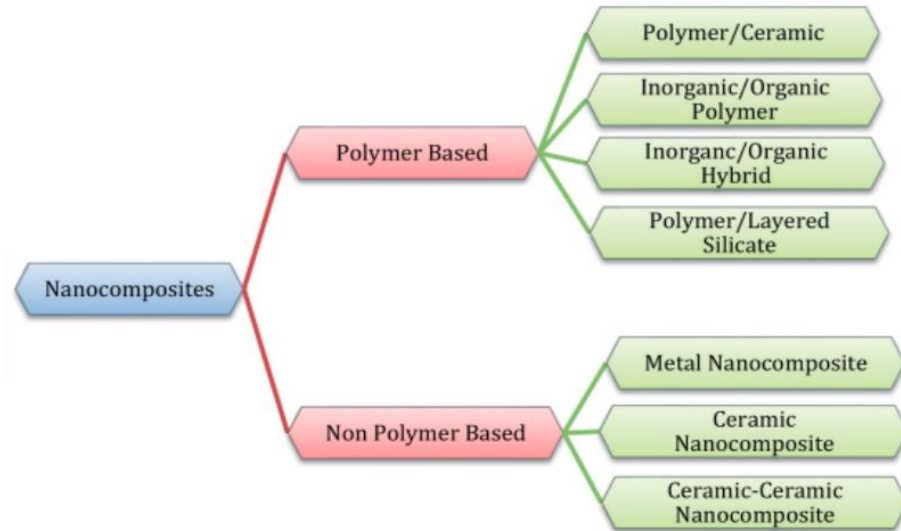 Polymer/Ceramic
Inorganic/Organic
Polymer
Polymer Based
Inorganc/Organic
Hybrid
Polymer/Layered
Silicate
Nanocomposites
Metal Nanocomposite
Non Polymer Based
Ceramic
Nanocomposite
Ceramic-Ceramic
Nanocomposite